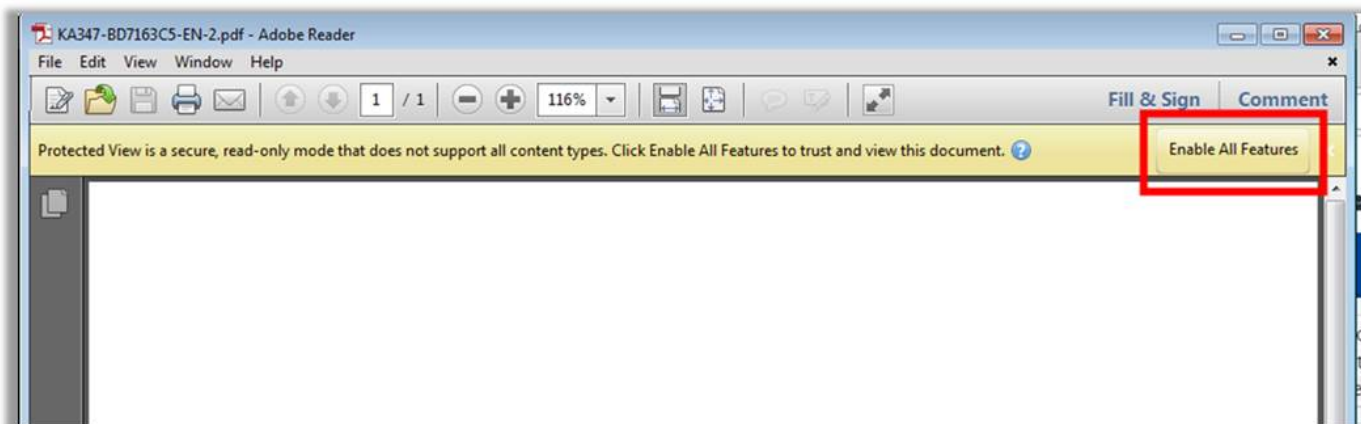 KA347-BD7163C5-EN-2.pdf - Adobe Reader
File Edit View Window Help
1 / 1 116% Fill & Sign Comment
Protected View is a secure, read-only mode that does not support all content types. Click Enable All Features to trust and view this document. Enable All Features